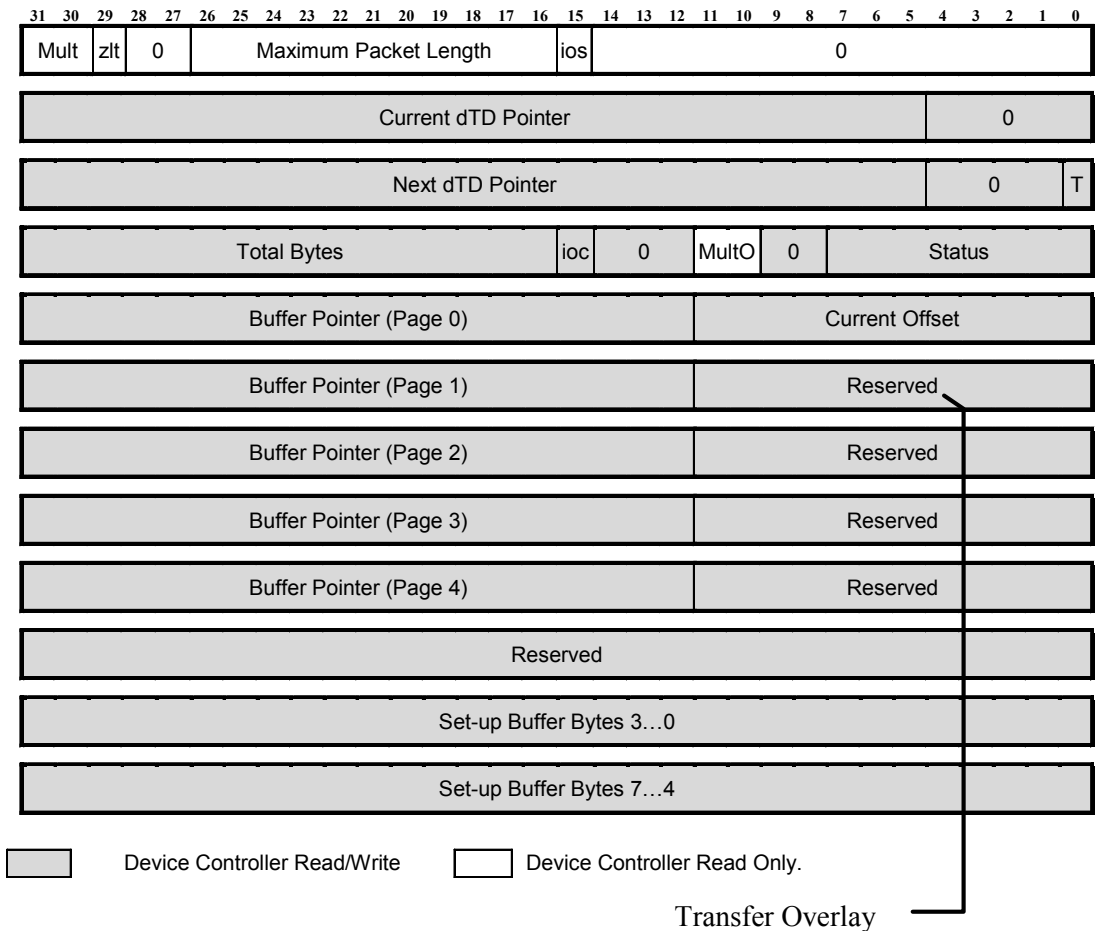 31 30 29 28 27 26 25 24 23 22 21 20 19 18 17 16 15 14 13 12 11 10 9 8 7 6 5 4 3 2 1 0
Mult zlt 0 Maximum Packet Length ios 0
Current dTD Pointer 0
Next dTD Pointer 0 T
Total Bytes ioc 0 MultO 0 Status
Buffer Pointer (Page 0) Current Offset
Buffer Pointer (Page 1) Reserved
Buffer Pointer (Page 2) Reserved
Buffer Pointer (Page 3) Reserved
Buffer Pointer (Page 4) Reserved
Reserved
Set-up Buffer Bytes 3…0
Set-up Buffer Bytes 7…4
Device Controller Read/Write Device Controller Read Only.
Transfer Overlay